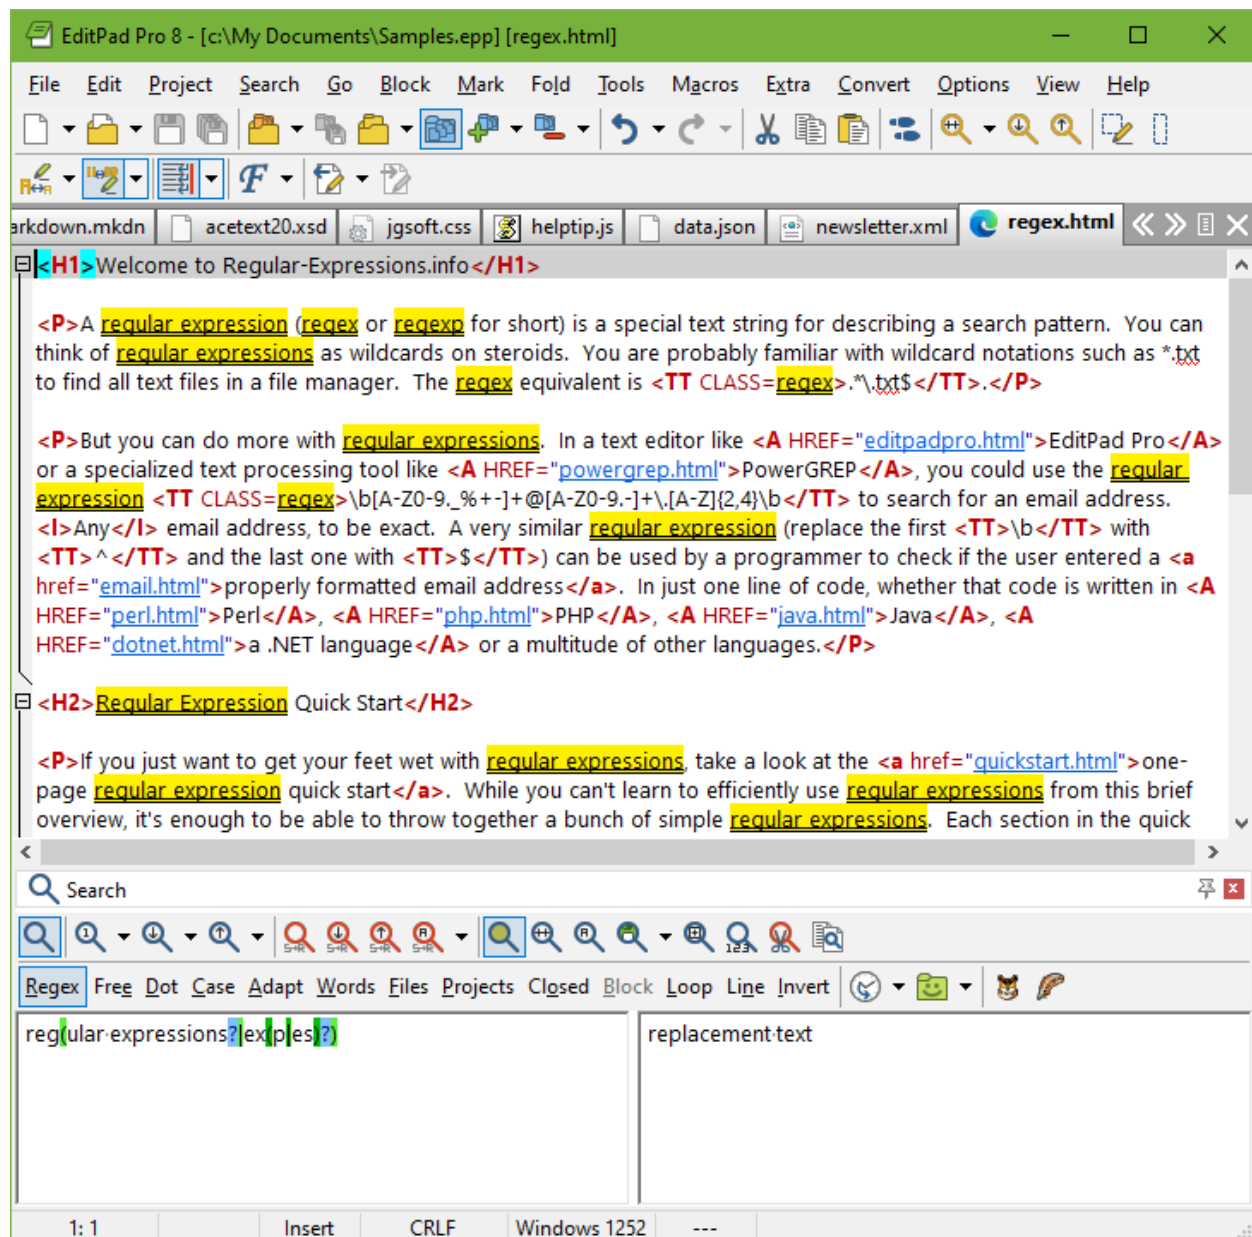 EditPad Pro 8 - [c:\My Documents\Samples.epp] [regex.html]
File Edit Project Search Go Block Mark Fold Tools Macros Extra Convert Options View Help
arkdown.mkdn acetext20.xsd jgsoft.css helptip.js data.json newsletter.xml regex.html
<H1>Welcome to Regular-Expressions.info</H1>
<P>A regular expression (regex or regexp for short) is a special text string for describing a search pattern.  You can
think of regular expressions as wildcards on steroids.  You are probably familiar with wildcard notations such as *.txt
to find all text files in a file manager.  The regex equivalent is <TT CLASS=regex>.*\.txt$</TT>.</P>
<P>But you can do more with regular expressions.  In a text editor like <A HREF="editpadpro.html">EditPad Pro</A>
or a specialized text processing tool like <A HREF="powergrep.html">PowerGREP</A>, you could use the regular
expression <TT CLASS=regex>\b[A-Z0-9._%+-]+@[A-Z0-9.-]+\.[A-Z]{2,4}\b</TT> to search for an email address.
<I>Any</I> email address, to be exact.  A very similar regular expression (replace the first <TT>\b</TT> with
<TT>^</TT> and the last one with <TT>$</TT>) can be used by a programmer to check if the user entered a <a
href="email.html">properly formatted email address</a>.  In just one line of code, whether that code is written in <A
HREF="perl.html">Perl</A>, <A HREF="php.html">PHP</A>, <A HREF="java.html">Java</A>, <A
HREF="dotnet.html">a .NET language</A> or a multitude of other languages.</P>
<H2>Regular Expression Quick Start</H2>
<P>If you just want to get your feet wet with regular expressions, take a look at the <a href="quickstart.html">one-
page regular expression quick start</a>.  While you can't learn to efficiently use regular expressions from this brief
overview, it's enough to be able to throw together a bunch of simple regular expressions.  Each section in the quick
Search
Regex Free Dot Case Adapt Words Files Projects Closed Block Loop Line Invert
reg(ular·expressions?|ex(p|es)?) replacement·text
1: 1 Insert CRLF Windows 1252 ---